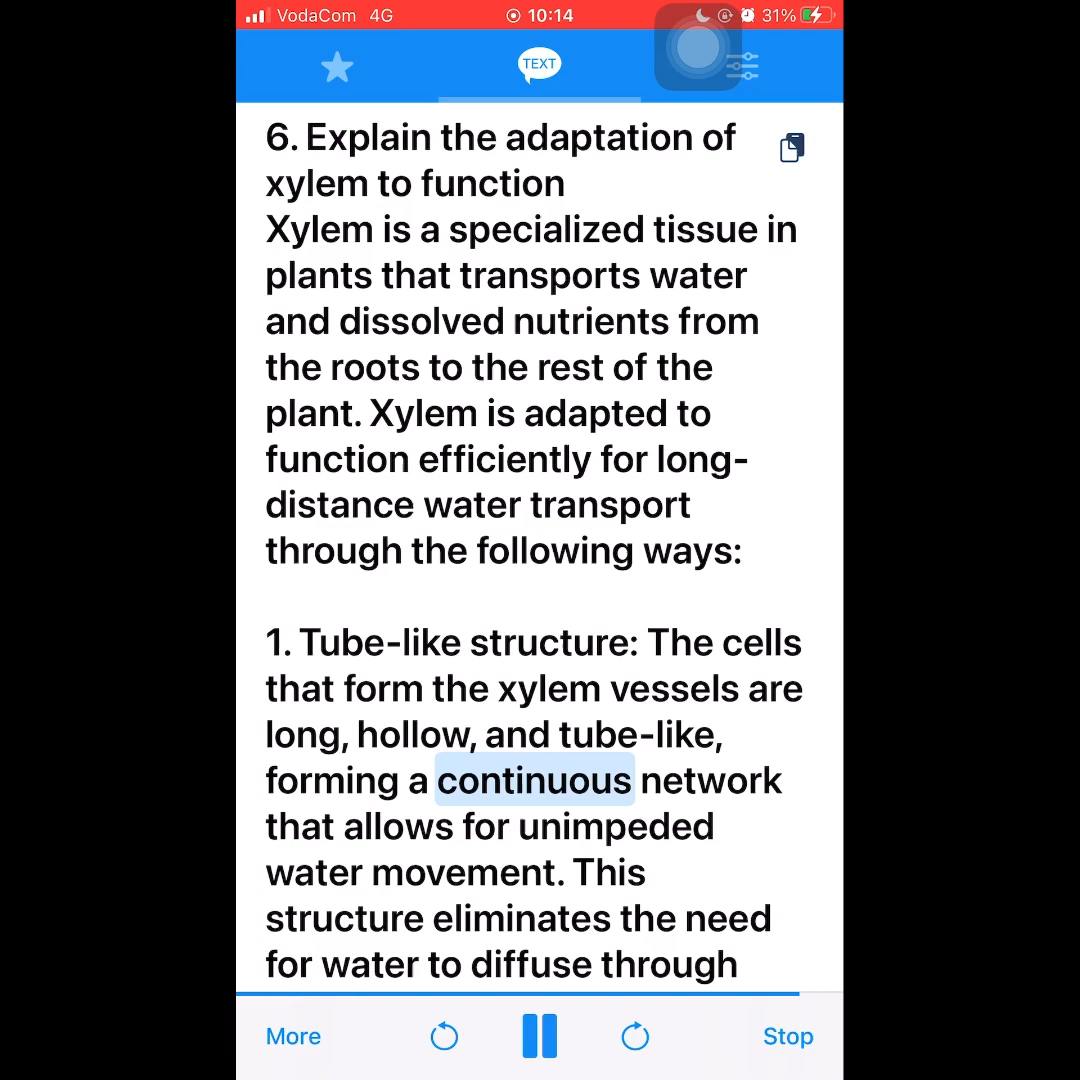 VodaCom 4G 10:14 31%
TEXT
6. Explain the adaptation of
xylem to function
Xylem is a specialized tissue in
plants that transports water
and dissolved nutrients from
the roots to the rest of the
plant. Xylem is adapted to
function efficiently for long-
distance water transport
through the following ways:
1. Tube-like structure: The cells
that form the xylem vessels are
long, hollow, and tube-like,
forming a continuous network
that allows for unimpeded
water movement. This
structure eliminates the need
for water to diffuse through
More Stop